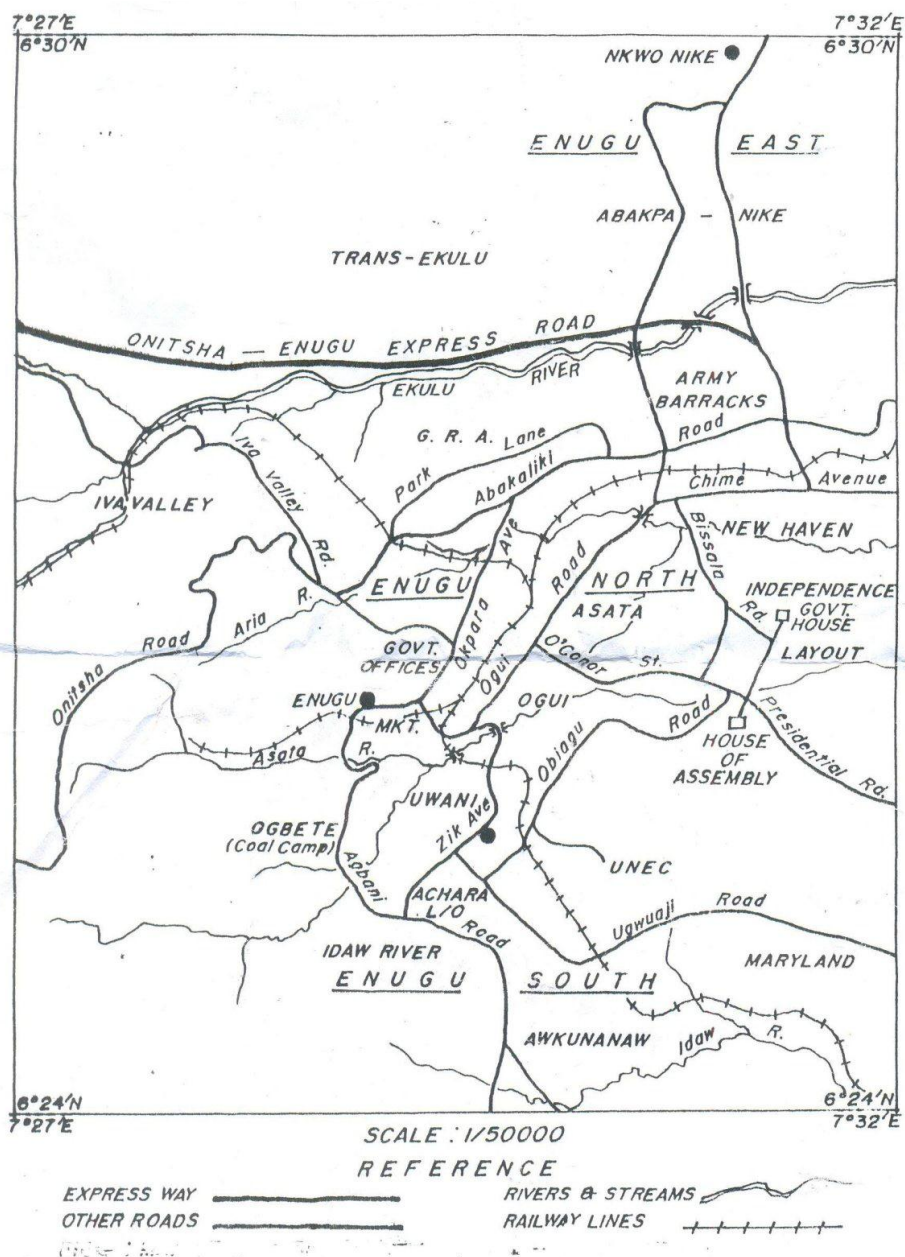 7°27'E
6°30'N
7°32'E
6°30'N
NKWO NIKE
ENUGU EAST
ABAKPA - NIKE
TRANS-EKULU
ONITSHA — ENUGU EXPRESS ROAD
EKULU RIVER
ARMY BARRACKS
G.R.A.
Park Lane
Abakaliki Road
Iva Valley Rd.
IVA VALLEY
Chime Avenue
NEW HAVEN
Bissala Rd.
Okpara Ave
Ogui Road
ENUGU NORTH
ASATA
INDEPENDENCE LAYOUT
GOVT. HOUSE
Aria R.
Onitsha Road
GOVT. OFFICES
O'Conor St.
ENUGU
MKT.
OGUI
Asata R.
Obiagu Road
HOUSE OF ASSEMBLY
Presidential Rd.
UWANI
Zik Ave
OGBETE
(Coal Camp)
UNEC
Agbani Road
ACHARA L/O
Ugwuaji Road
IDAW RIVER
MARYLAND
ENUGU SOUTH
AWKUNANAW
Idaw R.
6°24'N
7°27'E
6°24'N
7°32'E
SCALE : 1/50000
REFERENCE
EXPRESS WAY
OTHER ROADS
RIVERS & STREAMS
RAILWAY LINES